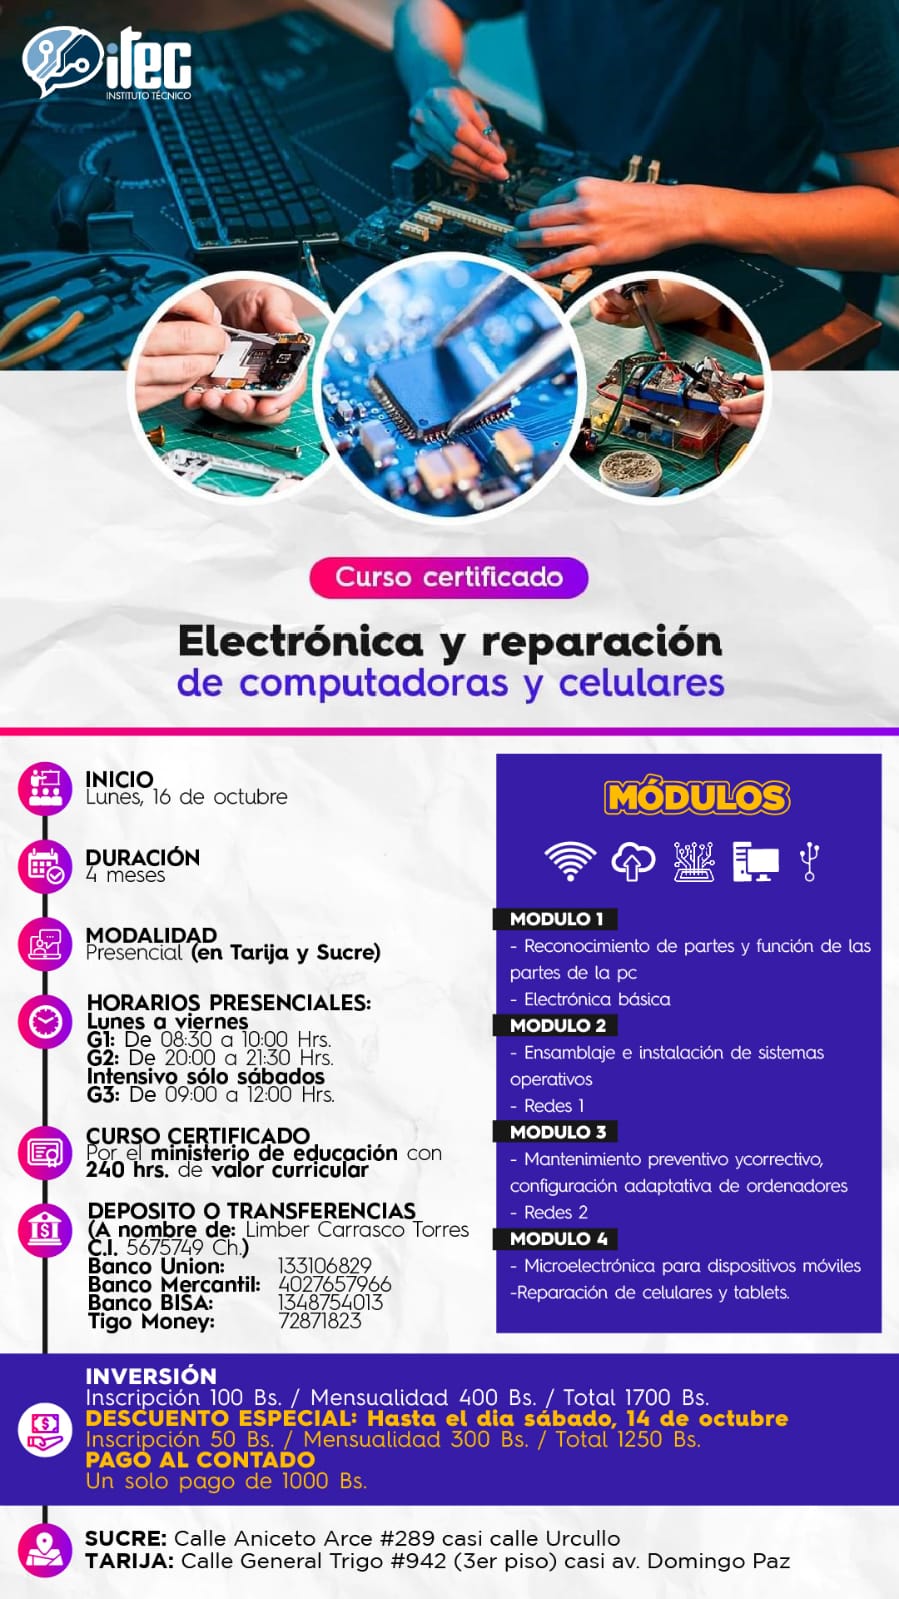 itec
INSTITUTO TÉCNICO
Curso certificado
Electrónica y reparación
de computadoras y celulares
INICIO
Lunes, 16 de octubre
DURACIÓN
4 meses
MODALIDAD
Presencial (en Tarija y Sucre)
HORARIOS PRESENCIALES:
Lunes a viernes
G1: De 08:30 a 10:00 Hrs.
G2: De 20:00 a 21:30 Hrs.
Intensivo sólo sábados
G3: De 09:00 a 12:00 Hrs.
CURSO CERTIFICADO
Por el ministerio de educación con
240 hrs. de valor curricular
DEPOSITO O TRANSFERENCIAS
(A nombre de: Limber Carrasco Torres
C.I. 5675749 Ch.)
Banco Union: 133106829
Banco Mercantil: 4027657966
Banco BISA: 1348754013
Tigo Money: 72871823
MÓDULOS
MODULO 1
- Reconocimiento de partes y función de las
partes de la pc
- Electrónica básica
MODULO 2
- Ensamblaje e instalación de sistemas
operativos
- Redes 1
MODULO 3
- Mantenimiento preventivo ycorrectivo,
configuración adaptativa de ordenadores
- Redes 2
MODULO 4
- Microelectrónica para dispositivos móviles
-Reparación de celulares y tablets.
INVERSIÓN
Inscripción 100 Bs. / Mensualidad 400 Bs. / Total 1700 Bs.
DESCUENTO ESPECIAL: Hasta el dia sábado, 14 de octubre
Inscripción 50 Bs. / Mensualidad 300 Bs. / Total 1250 Bs.
PAGO AL CONTADO
Un solo pago de 1000 Bs.
SUCRE: Calle Aniceto Arce #289 casi calle Urcullo
TARIJA: Calle General Trigo #942 (3er piso) casi av. Domingo Paz